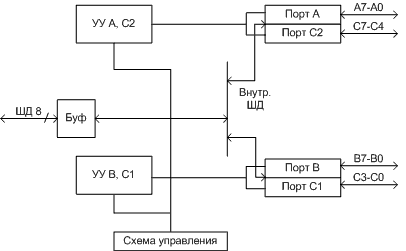 УУ А, С2
Порт А
А7-А0
Порт С2
С7-С4
Внутр.
ШД
ШД 8
Буф
УУ В, С1
Порт В
В7-В0
Порт С1
С3-С0
Схема управления